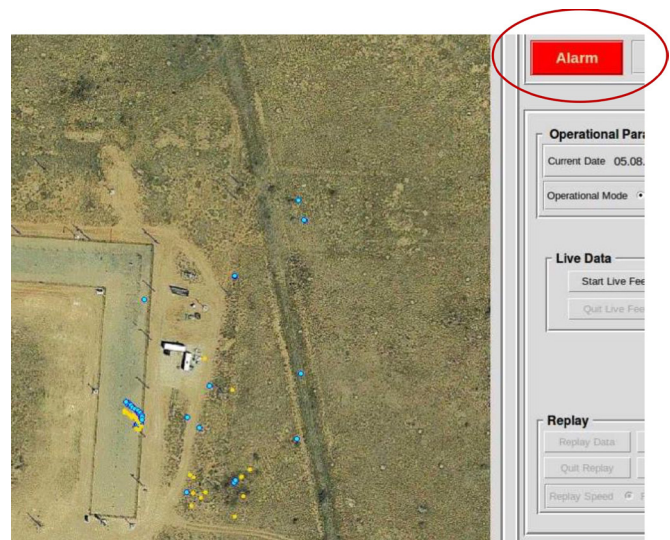 Alarm
Operational Para
Current Date 05.08.
Operational Mode
Live Data
Start Live Fee
Quit Live Fee
Replay
Replay Data
Quit Replay
Replay Speed